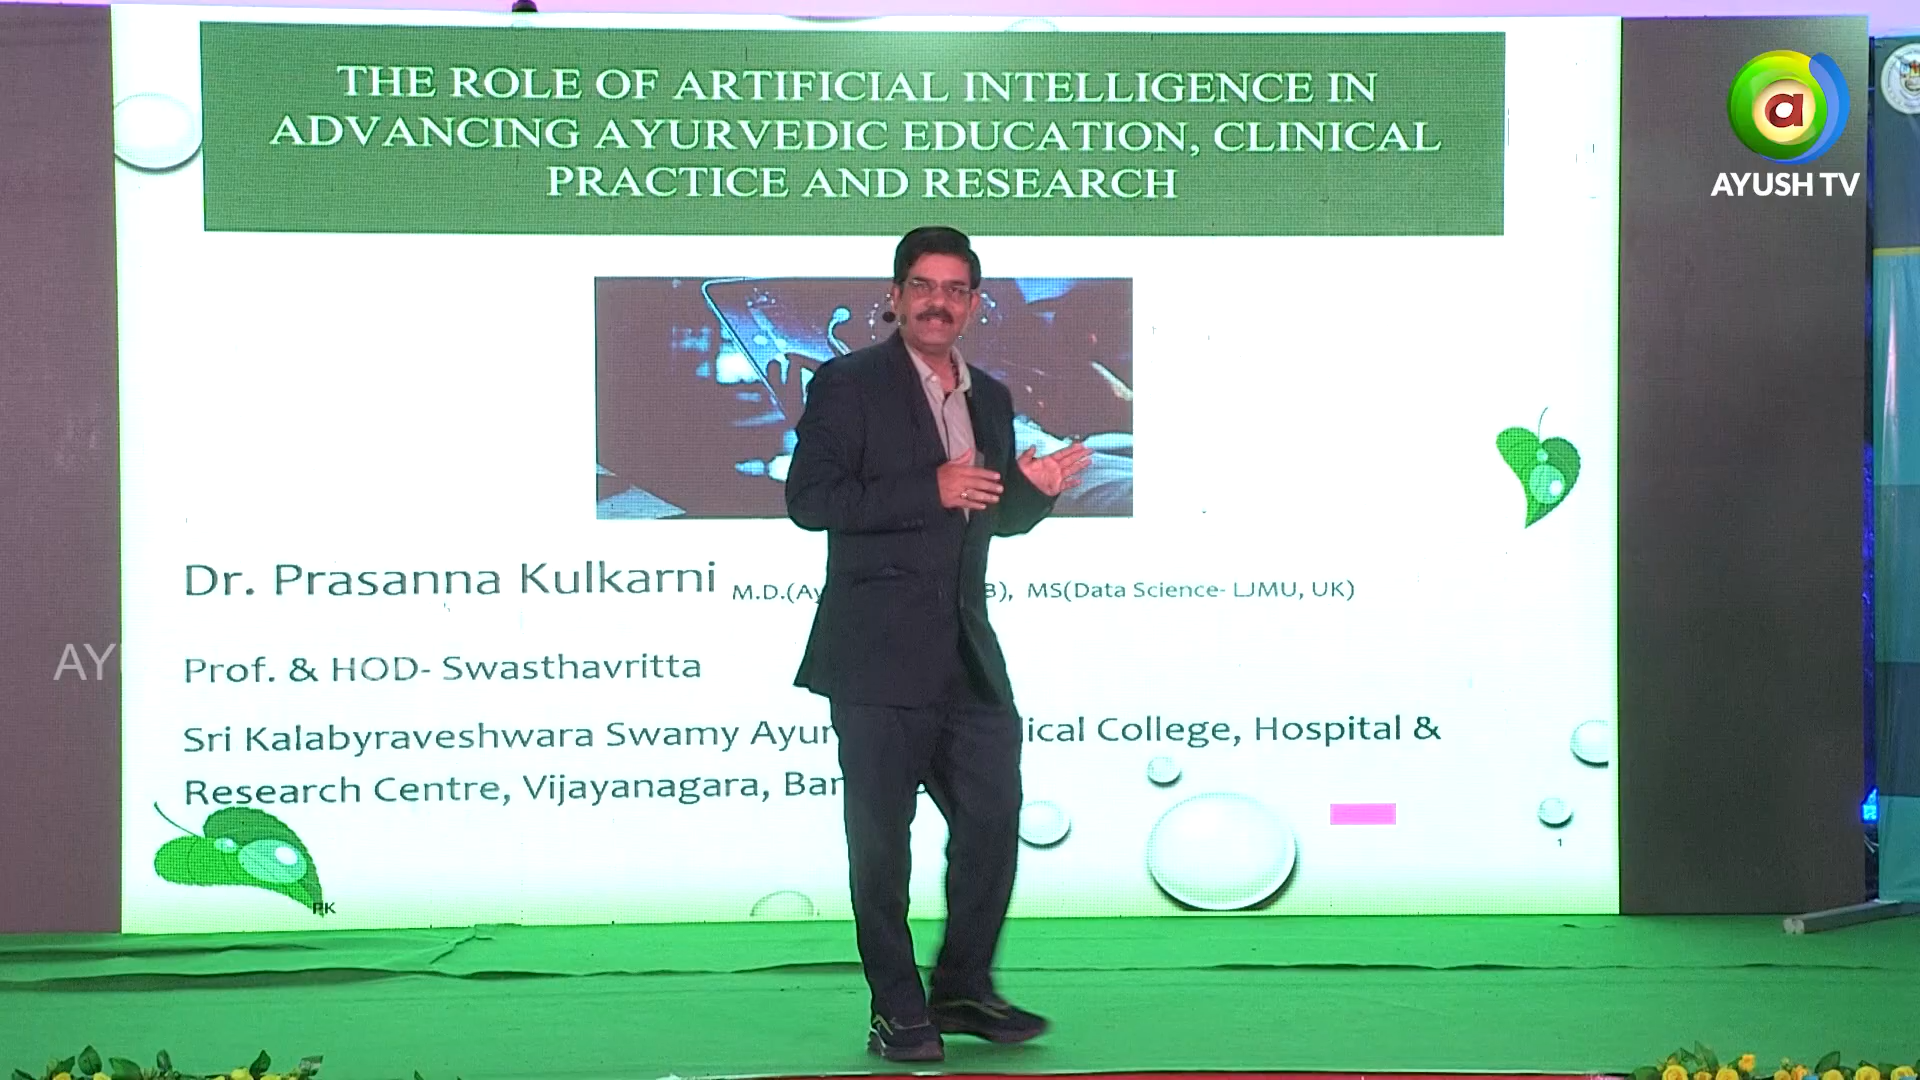 THE ROLE OF ARTIFICIAL INTELLIGENCE IN
ADVANCING AYURVEDIC EDUCATION, CLINICAL
PRACTICE AND RESEARCH
a
AYUSH TV
Dr. Prasanna Kulkarni M.D.(Ay B), MS(Data Science- LJMU, UK)
AY
Prof. & HOD- Swasthavritta
Sri Kalabyraveshwara Swamy Ayur ical College, Hospital &
Research Centre, Vijayanagara, Ban
1
PK